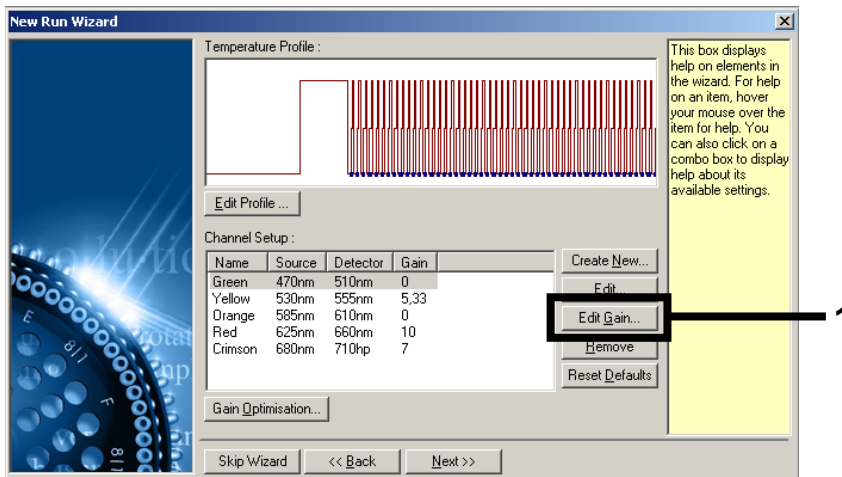 New Run Wizard
Temperature Profile :
Edit Profile ...
Channel Setup :
Name Source Detector Gain
Green 470nm 510nm 0
Yellow 530nm 555nm 5,33
Orange 585nm 610nm 0
Red 625nm 660nm 10
Crimson 680nm 710hp 7
Create New...
Edit...
Edit Gain...
Remove
Reset Defaults
Gain Optimisation...
Skip Wizard
<< Back
Next >>
This box displays
help on elements in
the wizard. For help
on an item, hover
your mouse over the
item for help. You
can also click on a
combo box to display
help about its
available settings.
1